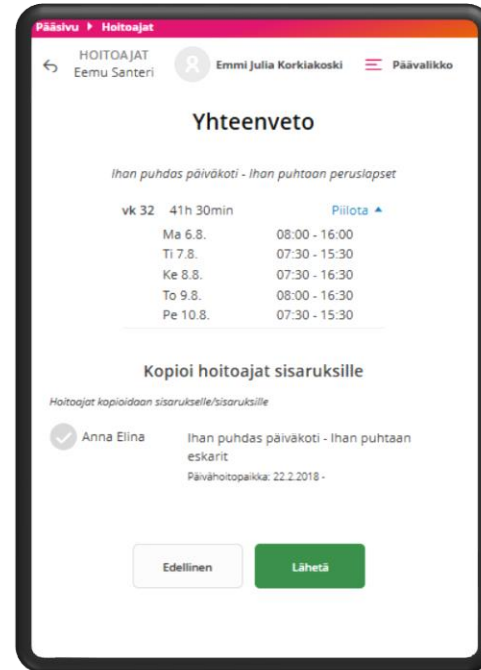 Pääsivu Hoitoajat
HOITOAJAT
Eemu Santeri
Emmi Julia Korkiakoski
Päävalikko
Yhteenveto
Ihan puhdas päiväkoti - Ihan puhtaan peruslapset
vk 32 41h 30min Piilota
Ma 6.8. 08:00 - 16:00
Ti 7.8. 07:30 - 15:30
Ke 8.8. 07:30 - 16:30
To 9.8. 08:00 - 16:30
Pe 10.8. 07:30 - 15:30
Kopioi hoitoajat sisaruksille
Hoitoajat kopioidaan sisarukselle/sisaruksille
Anna Elina
Ihan puhdas päiväkoti - Ihan puhtaan
eskarit
Päivähoitopaikka: 22.2.2018 -
Edellinen Lähetä